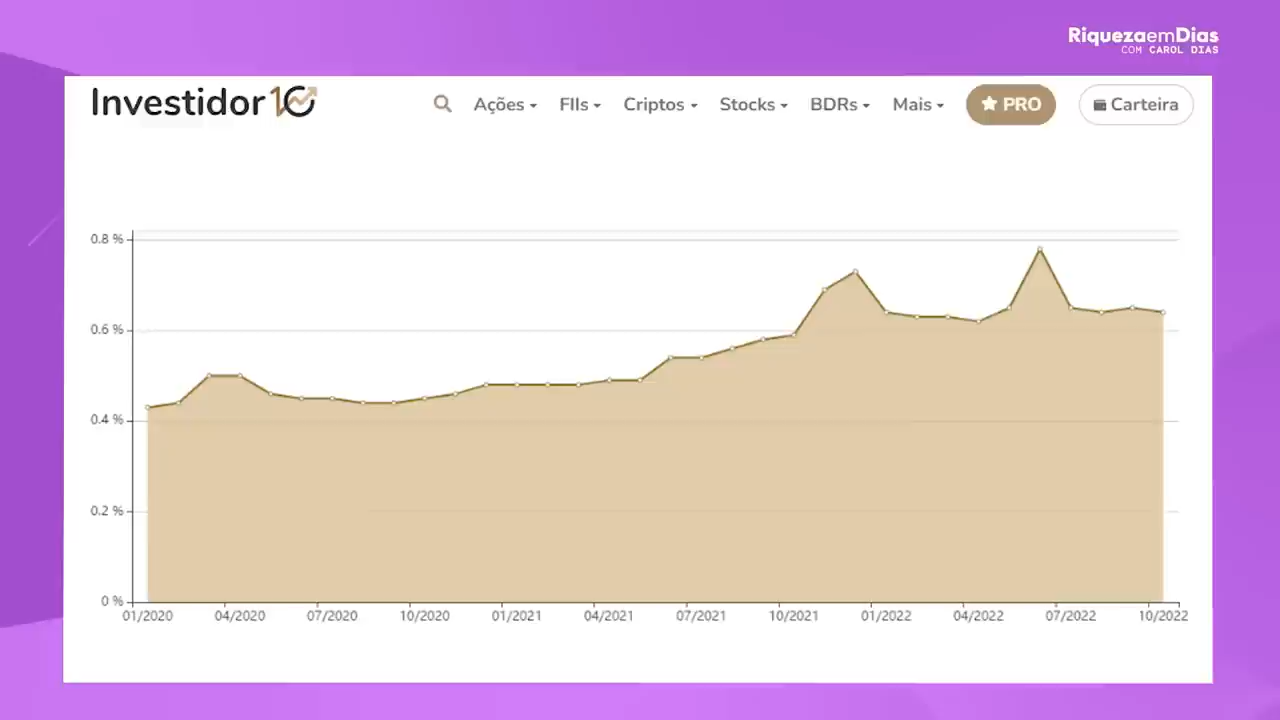 RiquezaemDias
COM CAROL DIAS
Investidor 10
Ações
FIIs
Criptos
Stocks
BDRs
Mais
PRO
Carteira
0.8 %
0.6 %
0.4 %
0.2 %
0 %
01/2020 04/2020 07/2020 10/2020 01/2021 04/2021 07/2021 10/2021 01/2022 04/2022 07/2022 10/2022